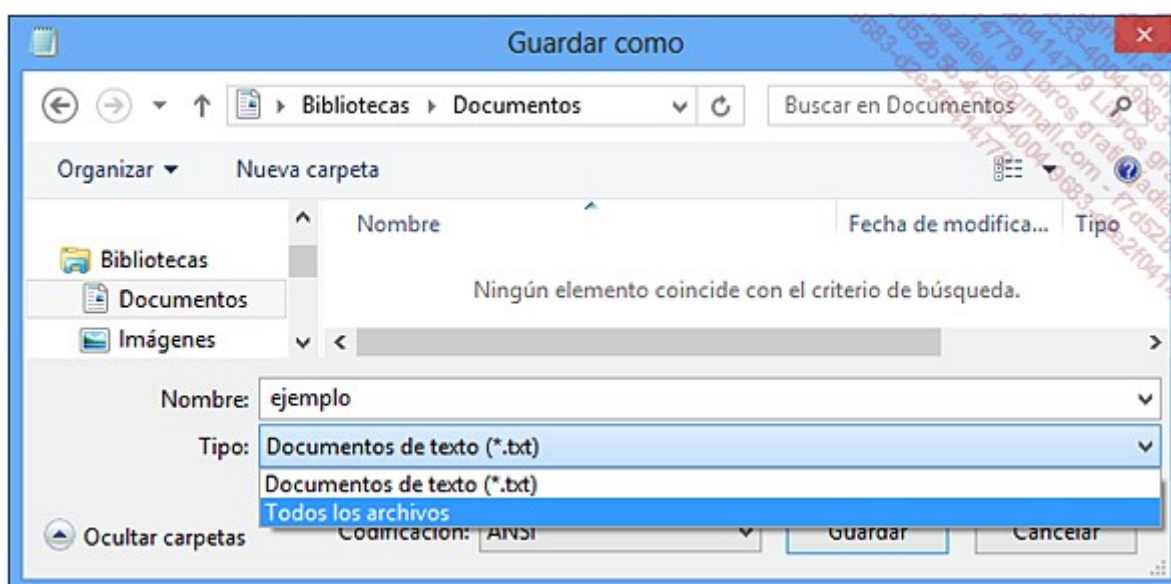 Guardar como
Bibliotecas Documentos Buscar en Documentos
Organizar Nueva carpeta
Nombre Fecha de modifica... Tipo
Bibliotecas
Documentos
Imágenes
Ningún elemento coincide con el criterio de búsqueda.
Nombre: ejemplo
Tipo: Documentos de texto (*.txt)
Documentos de texto (*.txt)
Todos los archivos
Ocultar carpetas Codificación: ANSI Guardar Cancelar